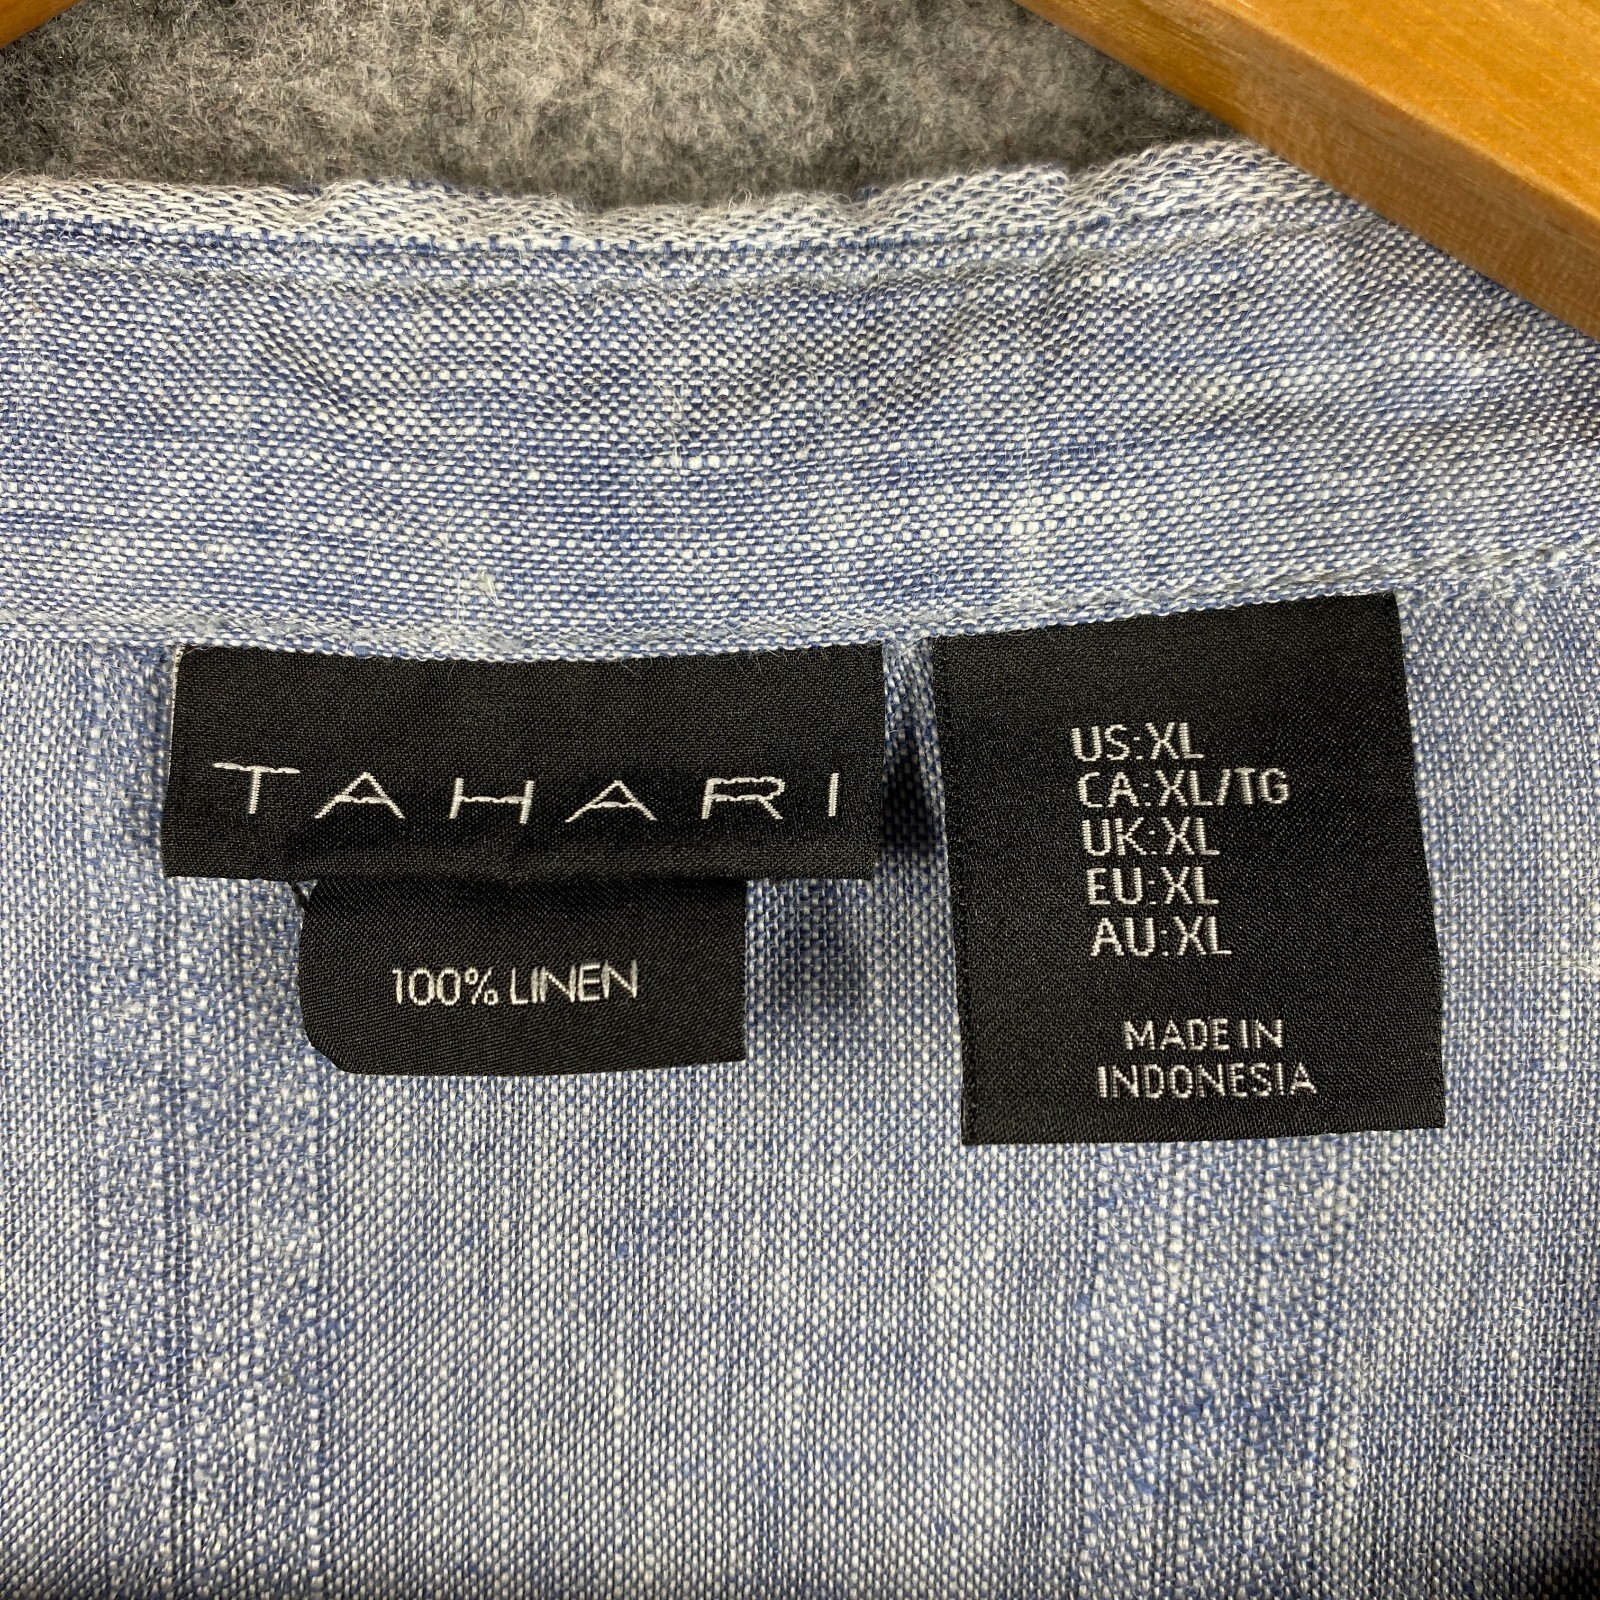 TAHARI
100% LINEN
US:XL
CA:XL/TG
UK:XL
EU:XL
AU:XL
MADE IN
INDONESIA